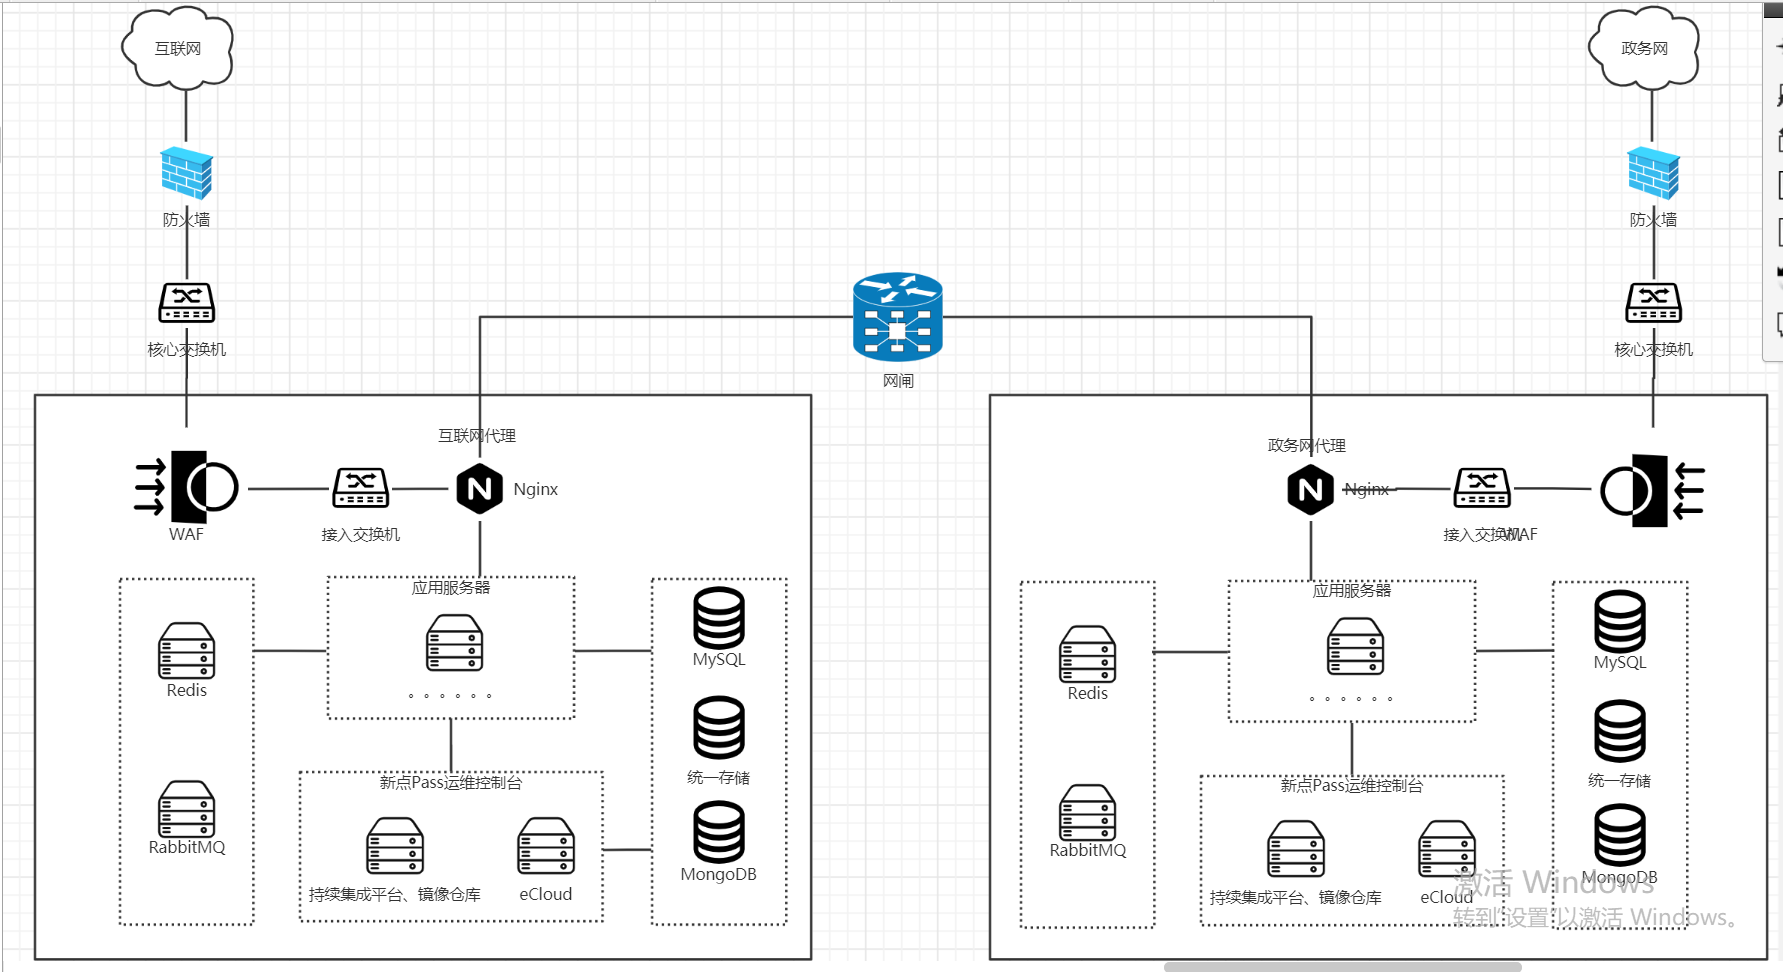 互联网
政务网
防火墙
防火墙
核心交换机
核心交换机
网闸
互联网代理
政务网代理
Nginx
Nginx
WAF
接入交换机
接入交换机
WAF
应用服务器
应用服务器
Redis
。。。。。。
MySQL
Redis
。。。。。。
MySQL
统一存储
统一存储
新点Pass运维控制台
新点Pass运维控制台
RabbitMQ
持续集成平台、镜像仓库
eCloud
MongoDB
RabbitMQ
持续集成平台、镜像仓库
eCloud
MongoDB
激活 Windows
转到"设置"以激活 Windows。